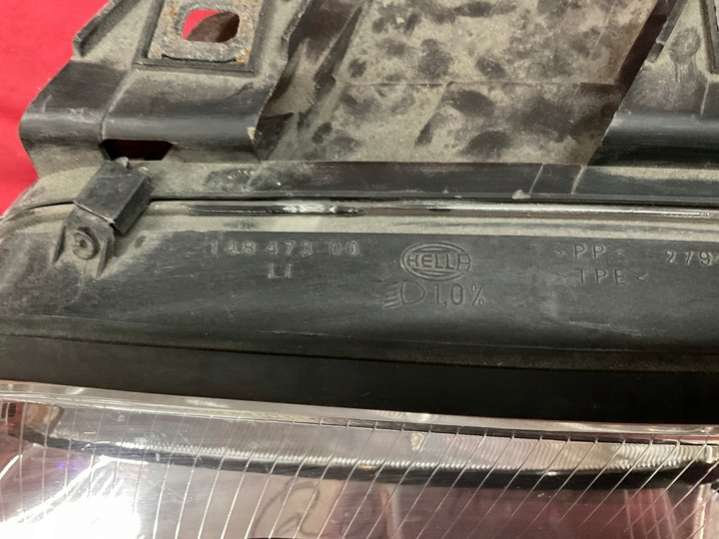 148 473 00
LI
HELLA
1,0%
>PP<
>TPE<